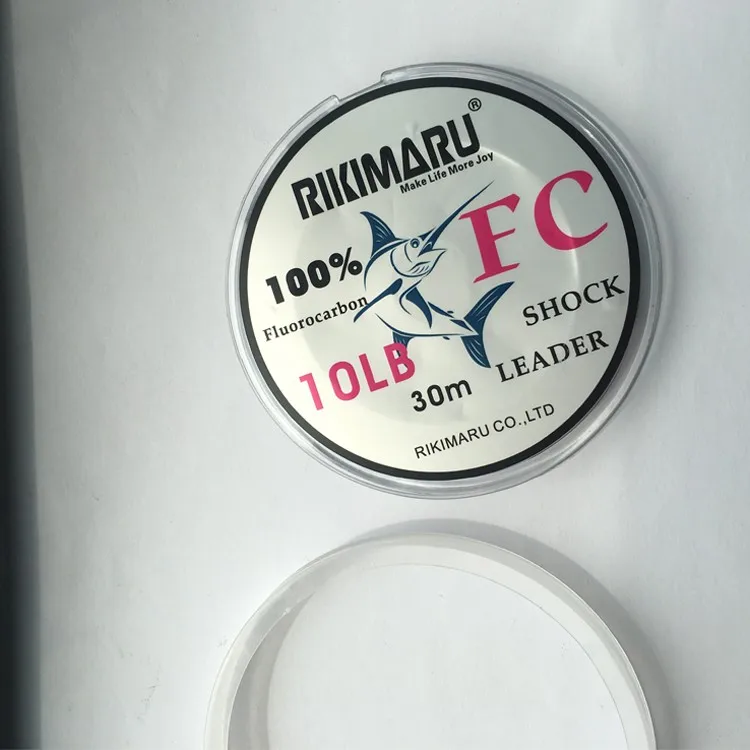 RIKIMARU®
Make Life More Joy
FC
100%
Fluorocarbon
SHOCK
LEADER
10LB
30m
RIKIMARU CO.,LTD